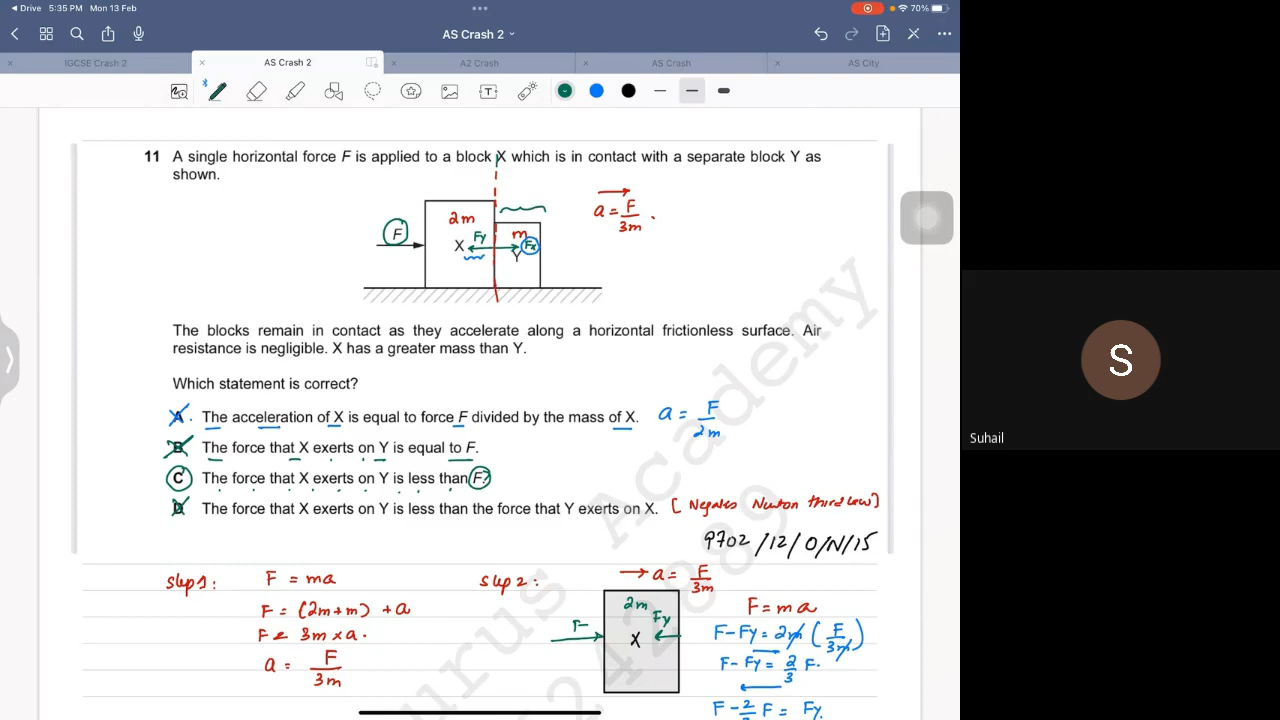 Drive 5:35 PM Mon 13 Feb 70%
AS Crash 2
IGCSE Crash 2 AS Crash 2 A2 Crash AS Crash AS City
11 A single horizontal force F is applied to a block X which is in contact with a separate block Y as
shown.
a = F/3m
2m
m
F
Fy
Fx
X
Y
The blocks remain in contact as they accelerate along a horizontal frictionless surface. Air
resistance is negligible. X has a greater mass than Y.
Which statement is correct?
A The acceleration of X is equal to force F divided by the mass of X. a = F/2m
B The force that X exerts on Y is equal to F.
C The force that X exerts on Y is less than F.
D The force that X exerts on Y is less than the force that Y exerts on X. [Negates Newton third law]
9702/12/O/N/15
step 1: F = ma
F = (2m+m) + a
F = 3m x a.
a = F/3m
step 2: → a = F/3m
2m
F
Fy
X
F = ma
F - Fy = 2m (F/3m)
F - Fy = 2/3 F.
F - 2/3 F = Fy.
urus Academy
242889
S
Suhail